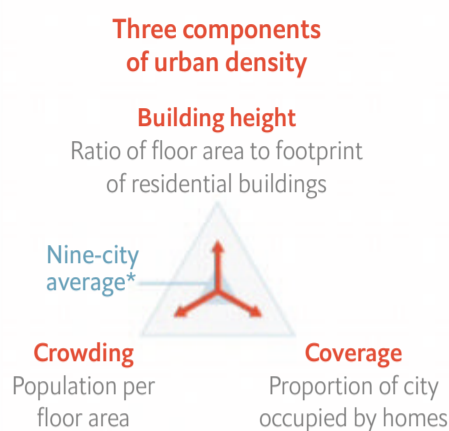 Three components
of urban density
Building height
Ratio of floor area to footprint
of residential buildings
Nine-city
average*
Crowding
Population per
floor area
Coverage
Proportion of city
occupied by homes